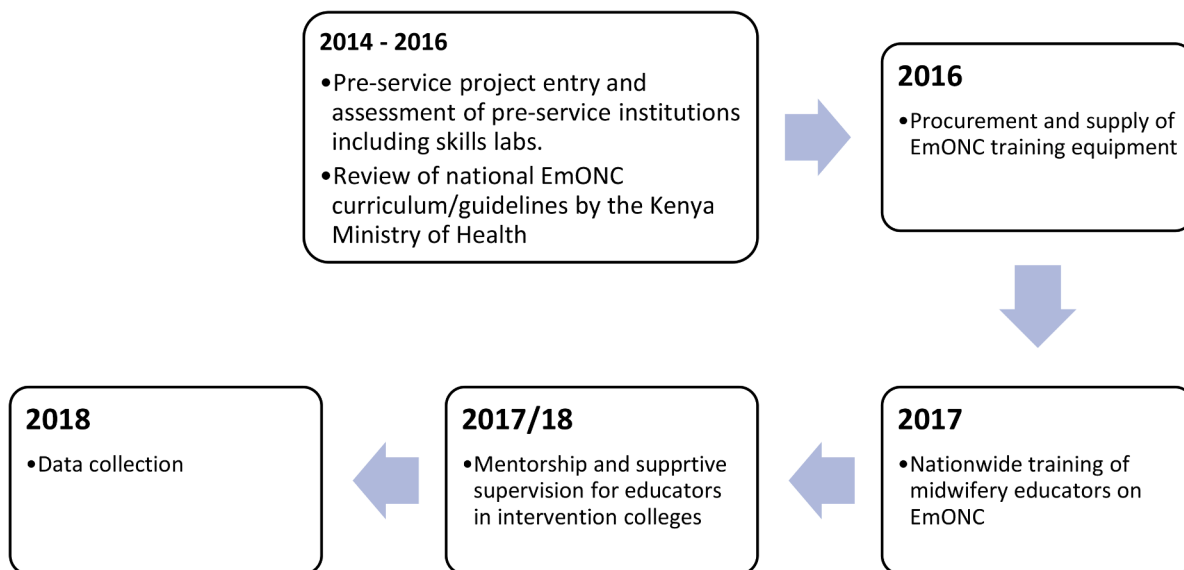 2014 - 2016
•Pre-service project entry and
assessment of pre-service institutions
including skills labs.
•Review of national EmONC
curriculum/guidelines by the Kenya
Ministry of Health
2016
•Procurement and supply of
EmONC training equipment
2017
•Nationwide training of
midwifery educators on
EmONC
2017/18
•Mentorship and supprtive
supervision for educators
in intervention colleges
2018
•Data collection